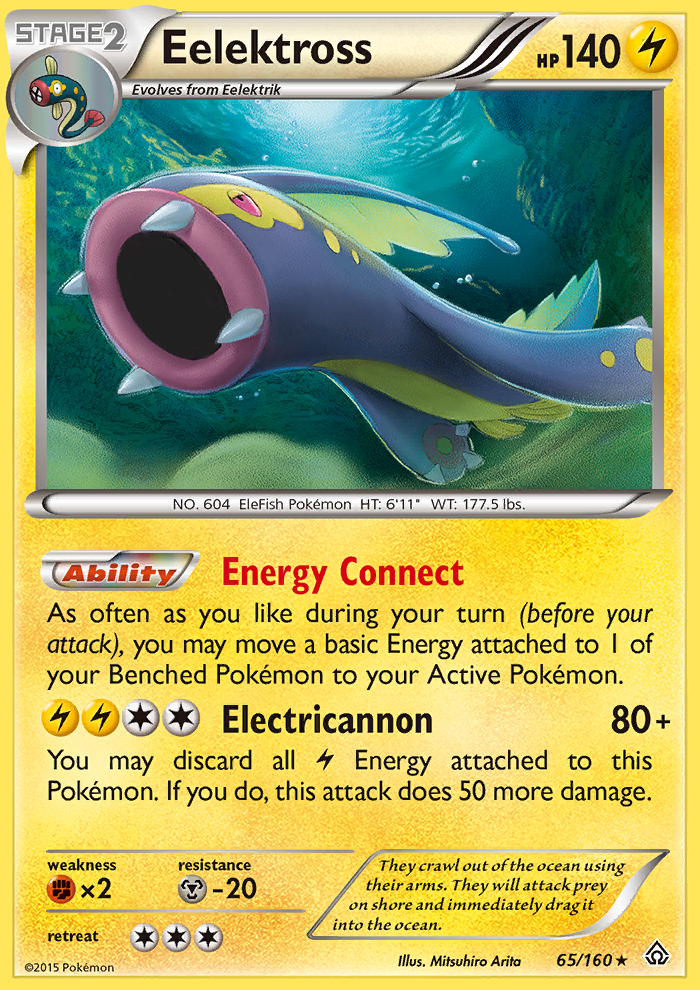 STAGE2
Eelektross
HP140
Evolves from Eelektrik
NO. 604 EleFish Pokémon HT: 6'11" WT: 177.5 lbs.
Ability Energy Connect
As often as you like during your turn (before your
attack), you may move a basic Energy attached to 1 of
your Benched Pokémon to your Active Pokémon.
Electricannon 80+
You may discard all Energy attached to this
Pokémon. If you do, this attack does 50 more damage.
weakness resistance
×2 -20
retreat
They crawl out of the ocean using
their arms. They will attack prey
on shore and immediately drag it
into the ocean.
©2015 Pokémon Illus. Mitsuhiro Arita 65/160 ★